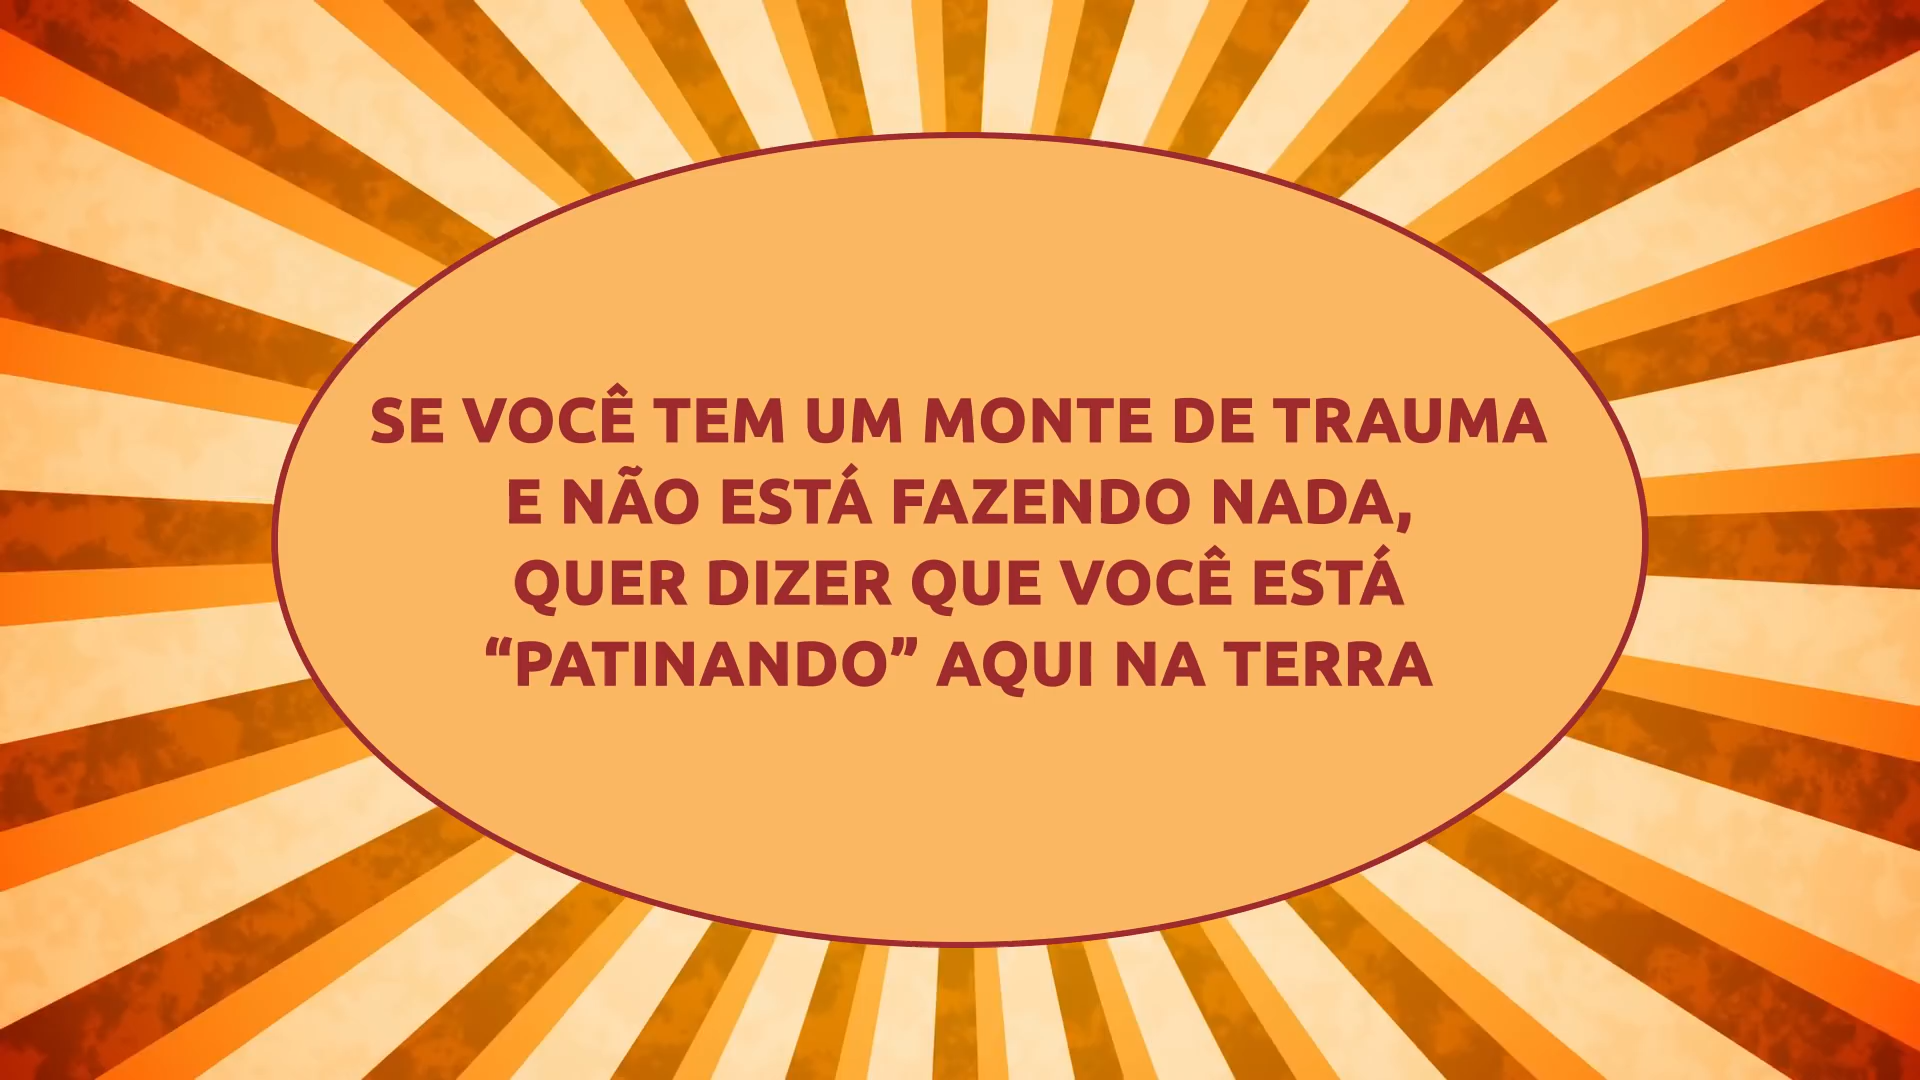 SE VOCÊ TEM UM MONTE DE TRAUMA
E NÃO ESTÁ FAZENDO NADA,
QUER DIZER QUE VOCÊ ESTÁ
“PATINANDO” AQUI NA TERRA